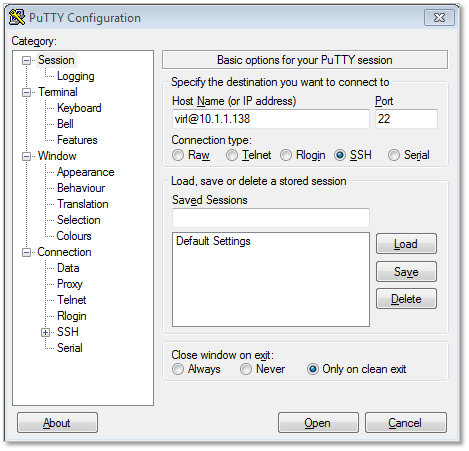 PuTTY Configuration
Category:
Session
Logging
Terminal
Keyboard
Bell
Features
Window
Appearance
Behaviour
Translation
Selection
Colours
Connection
Data
Proxy
Telnet
Rlogin
SSH
Serial
Basic options for your PuTTY session
Specify the destination you want to connect to
Host Name (or IP address) Port
virl@10.1.1.138 22
Connection type:
Raw Telnet Rlogin SSH Serial
Load, save or delete a stored session
Saved Sessions
Default Settings
Load
Save
Delete
Close window on exit:
Always Never Only on clean exit
About Open Cancel